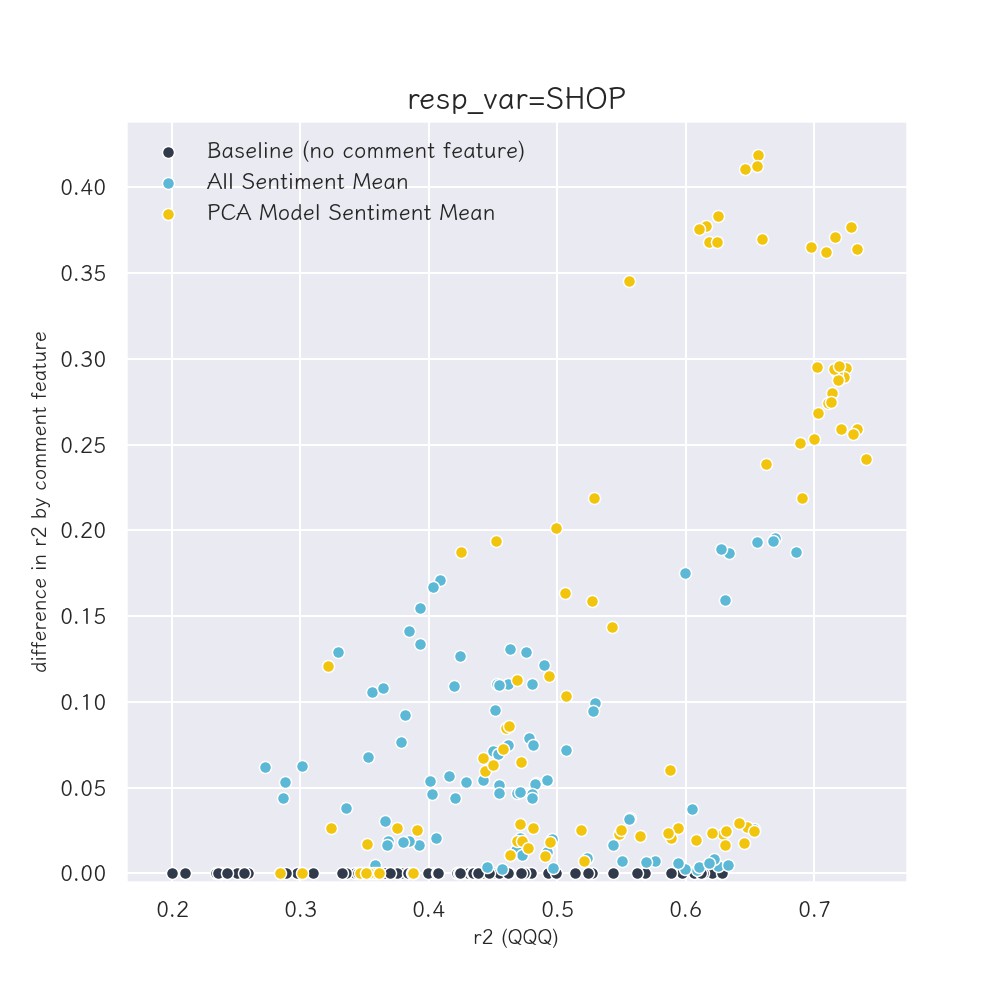 resp_var=SHOP
Baseline (no comment feature)
All Sentiment Mean
PCA Model Sentiment Mean
0.40
0.35
0.30
0.25
0.20
0.15
0.10
0.05
0.00
difference in r2 by comment feature
0.2 0.3 0.4 0.5 0.6 0.7
r2 (QQQ)